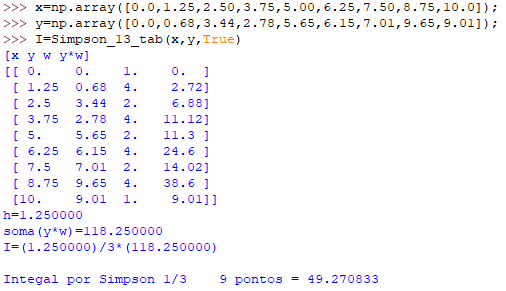 >>> x=np.array([0.0,1.25,2.50,3.75,5.00,6.25,7.50,8.75,10.0]);
>>> y=np.array([0.0,0.68,3.44,2.78,5.65,6.15,7.01,9.65,9.01]);
>>> I=Simpson_13_tab(x,y,True)
[x y w y*w]
[[ 0.    0.    1.    0.  ]
[ 1.25  0.68  4.    2.72]
[ 2.5   3.44  2.    6.88]
[ 3.75  2.78  4.   11.12]
[ 5.    5.65  2.   11.3 ]
[ 6.25  6.15  4.   24.6 ]
[ 7.5   7.01  2.   14.02]
[ 8.75  9.65  4.   38.6 ]
[10.    9.01  1.    9.01]]
h=1.250000
soma(y*w)=118.250000
I=(1.250000)/3*(118.250000)
Integal por Simpson 1/3    9 pontos = 49.270833